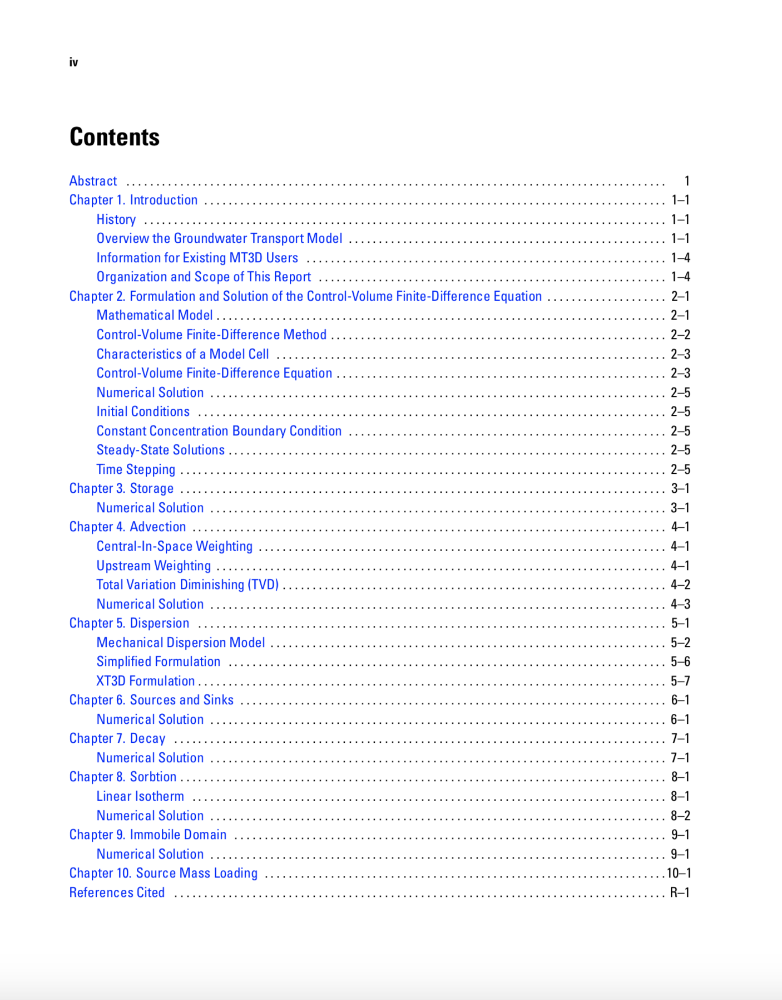 iv
Contents
Abstract 1
Chapter 1. Introduction 1–1
History 1–1
Overview the Groundwater Transport Model 1–1
Information for Existing MT3D Users 1–4
Organization and Scope of This Report 1–4
Chapter 2. Formulation and Solution of the Control-Volume Finite-Difference Equation 2–1
Mathematical Model 2–1
Control-Volume Finite-Difference Method 2–2
Characteristics of a Model Cell 2–3
Control-Volume Finite-Difference Equation 2–3
Numerical Solution 2–5
Initial Conditions 2–5
Constant Concentration Boundary Condition 2–5
Steady-State Solutions 2–5
Time Stepping 2–5
Chapter 3. Storage 3–1
Numerical Solution 3–1
Chapter 4. Advection 4–1
Central-In-Space Weighting 4–1
Upstream Weighting 4–1
Total Variation Diminishing (TVD) 4–2
Numerical Solution 4–3
Chapter 5. Dispersion 5–1
Mechanical Dispersion Model 5–2
Simplified Formulation 5–6
XT3D Formulation 5–7
Chapter 6. Sources and Sinks 6–1
Numerical Solution 6–1
Chapter 7. Decay 7–1
Numerical Solution 7–1
Chapter 8. Sorbtion 8–1
Linear Isotherm 8–1
Numerical Solution 8–2
Chapter 9. Immobile Domain 9–1
Numerical Solution 9–1
Chapter 10. Source Mass Loading 10–1
References Cited R–1